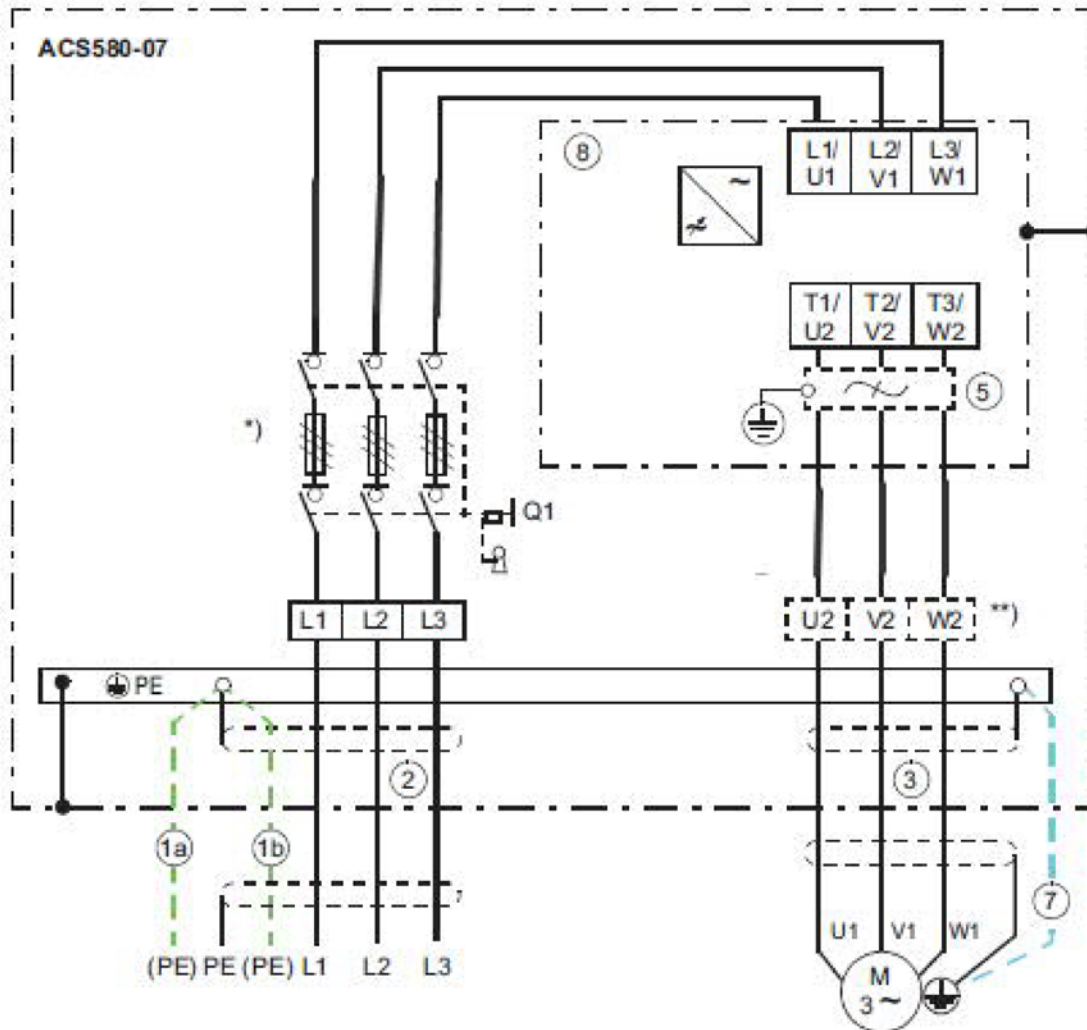 ACS580-07
8
L1/ U1 L2/ V1 L3/ W1
~
T1/ U2 T2/ V2 T3/ W2
5
*)
Q1
L1 L2 L3
U2 V2 W2 **)
PE
2
3
1a
1b
7
U1 V1 W1
(PE) PE (PE) L1 L2 L3
M
3~